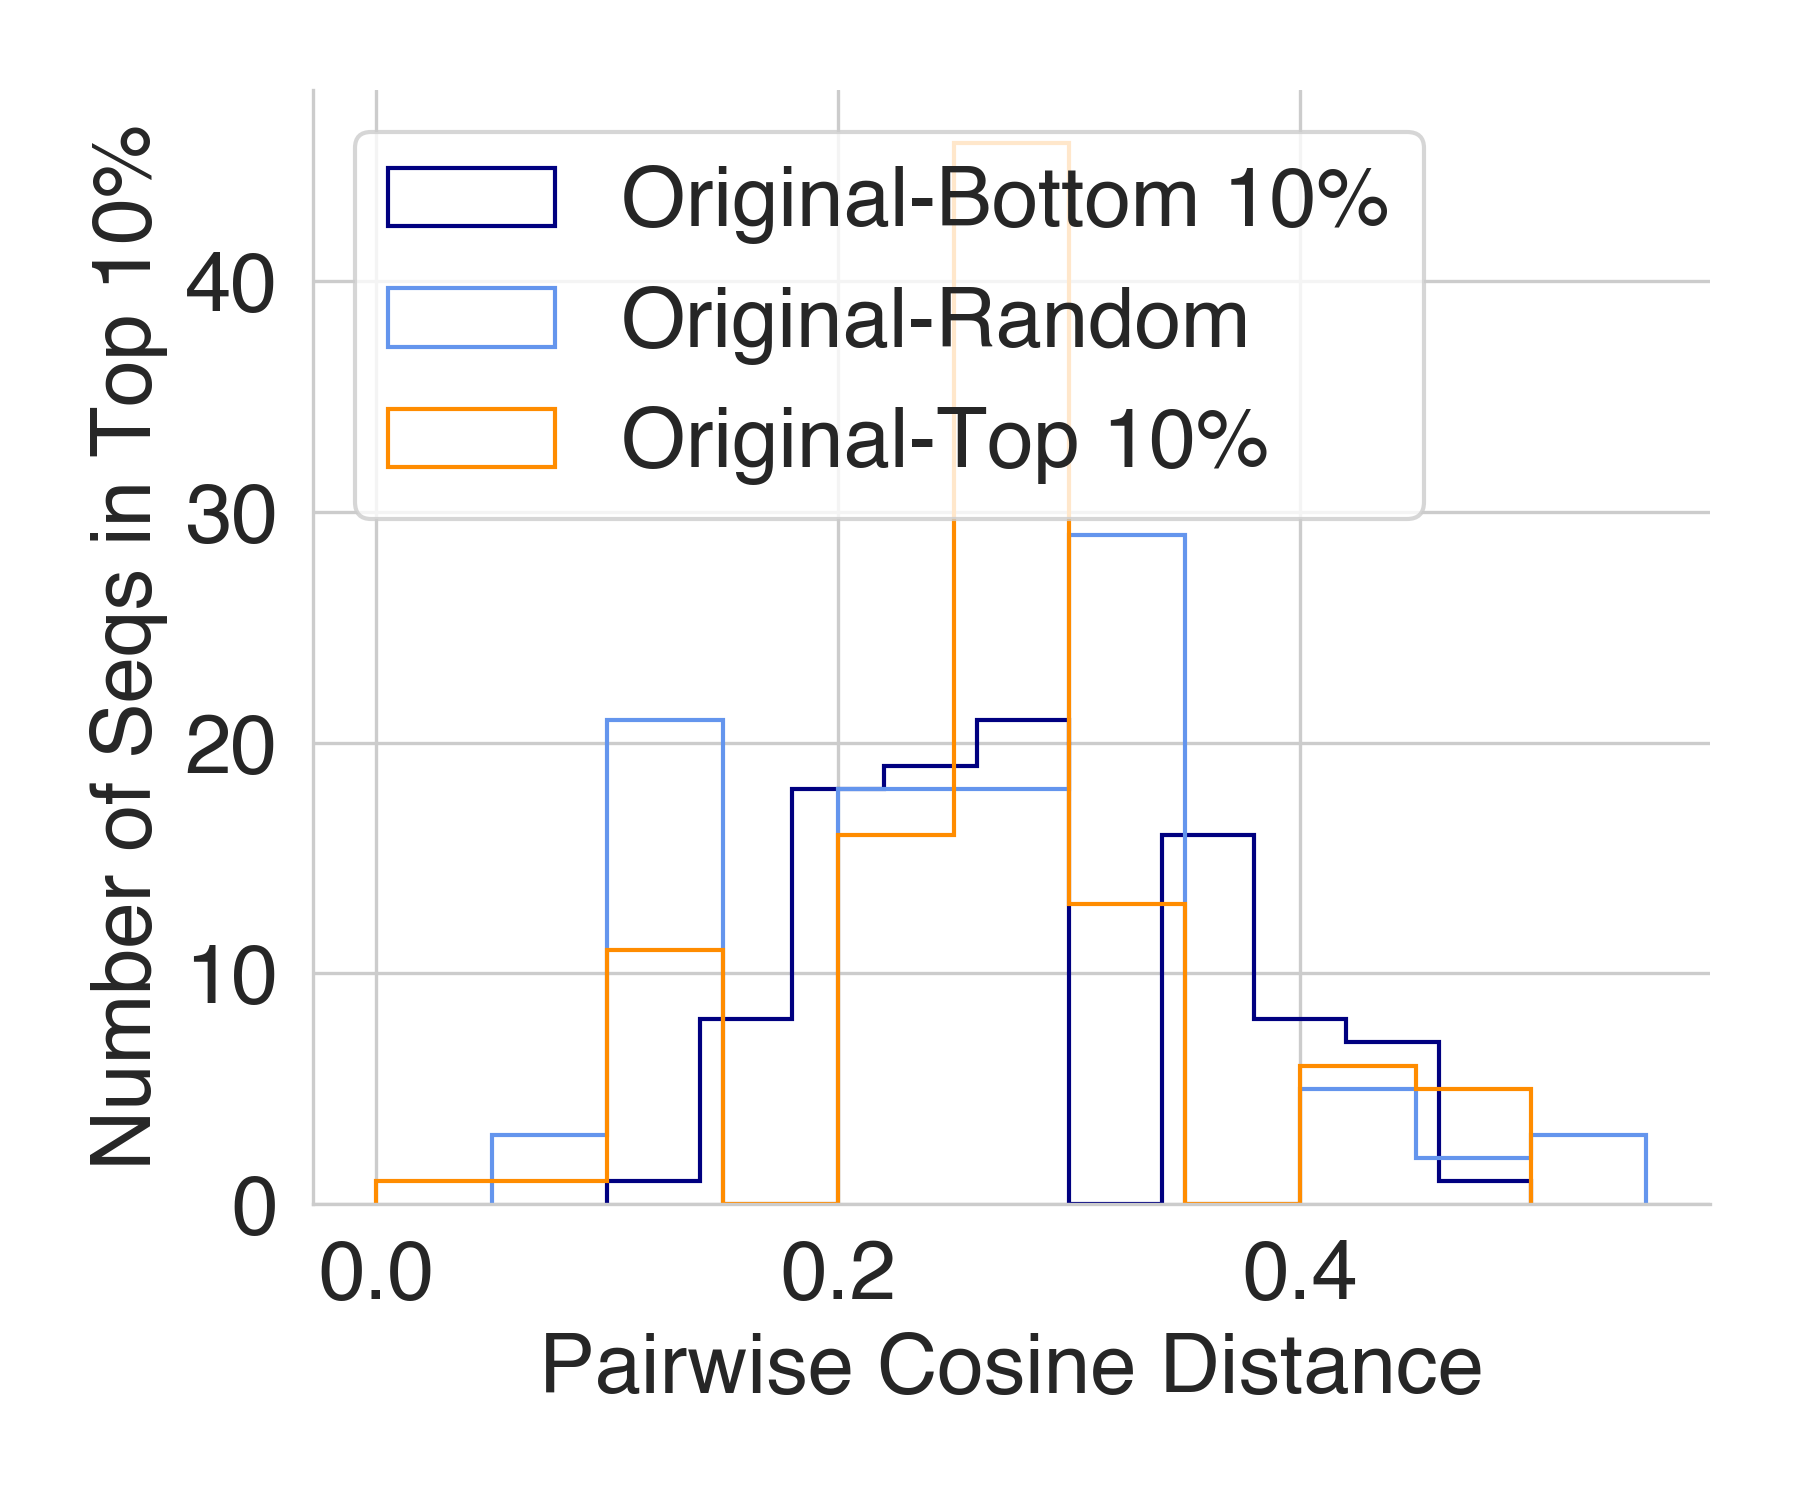 Number of Seqs in Top 10%
40
30
20
10
0
Original-Bottom 10%
Original-Random
Original-Top 10%
0.0 0.2 0.4
Pairwise Cosine Distance